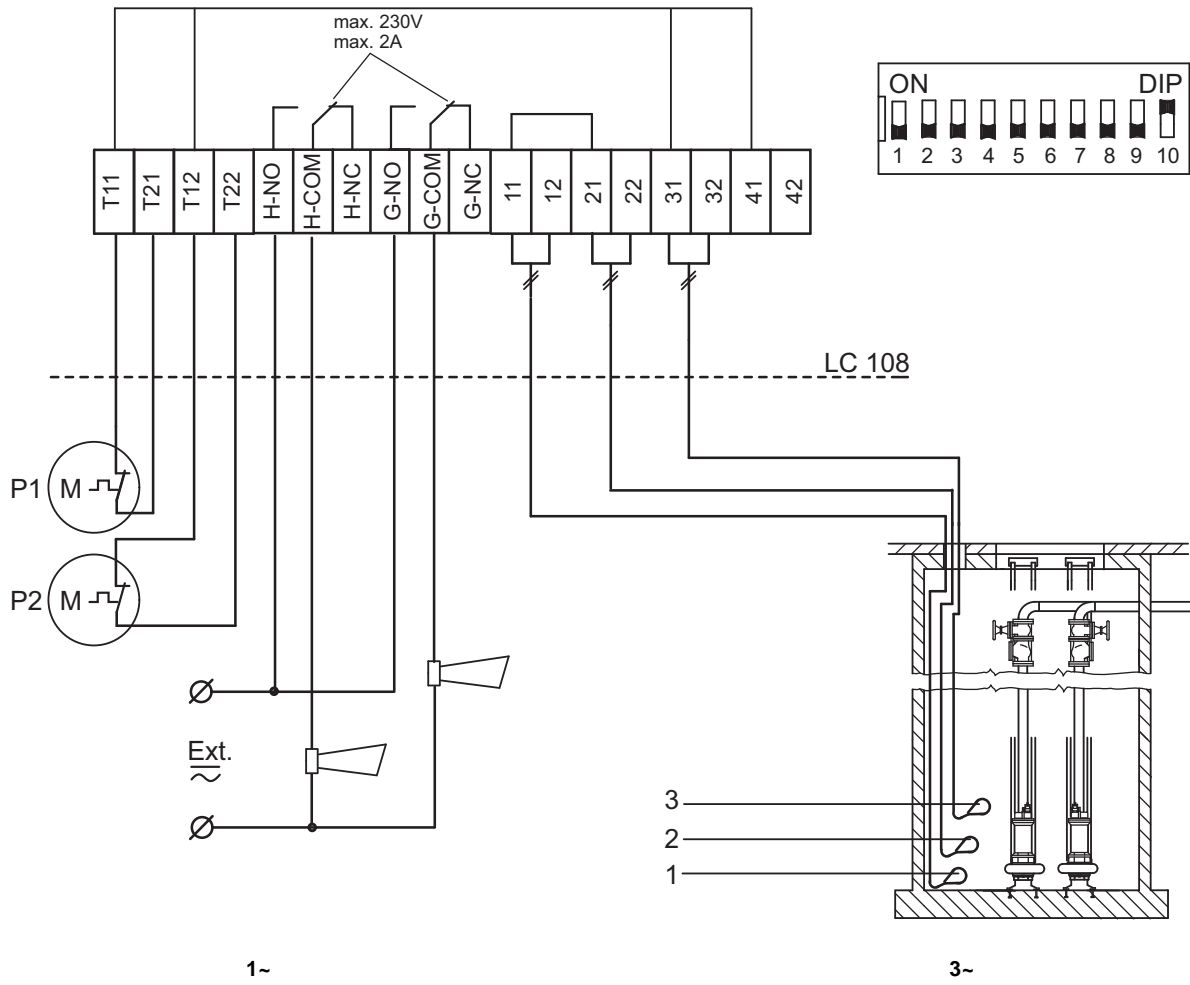 max. 230V
max. 2A
ON DIP
1 2 3 4 5 6 7 8 9 10
T11 T21 T12 T22 H-NO H-COM H-NC G-NO G-COM G-NC 11 12 21 22 31 32 41 42
LC 108
P1 M
P2 M
Ext.
3
2
1
1~ 3~